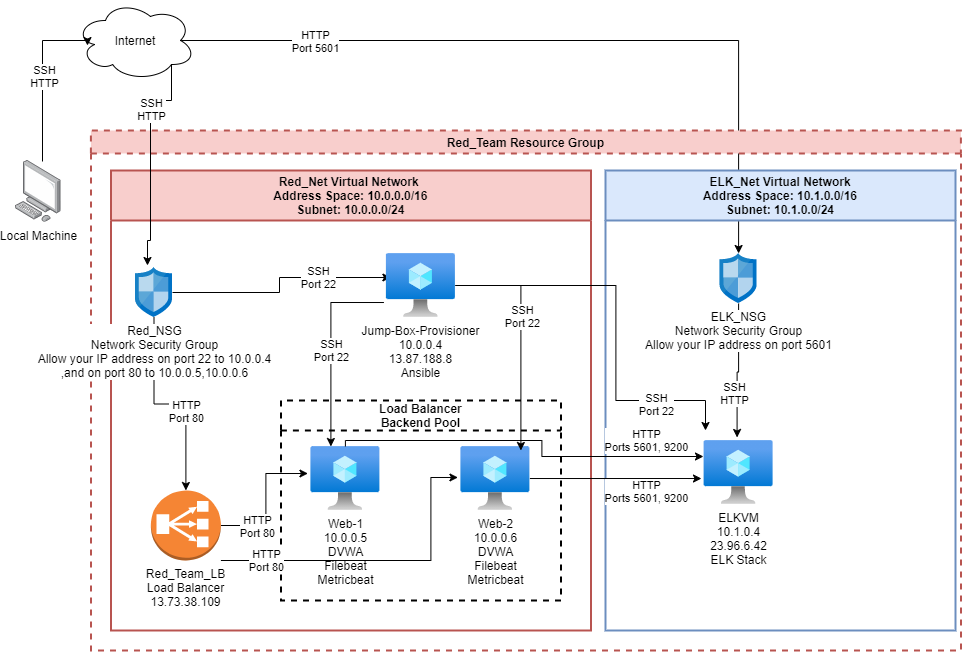 Internet
HTTP
Port 5601
SSH
HTTP
SSH
HTTP
Local Machine
Red_Team Resource Group
Red_Net Virtual Network
Address Space: 10.0.0.0/16
Subnet: 10.0.0.0/24
ELK_Net Virtual Network
Address Space: 10.1.0.0/16
Subnet: 10.1.0.0/24
Red_NSG
Network Security Group
Allow your IP address on port 22 to 10.0.0.4
,and on port 80 to 10.0.0.5,10.0.0.6
SSH
Port 22
Jump-Box-Provisioner
10.0.0.4
13.87.188.8
Ansible
SSH
Port 22
SSH
Port 22
ELK_NSG
Network Security Group
Allow your IP address on port 5601
SSH
HTTP
SSH
Port 22
HTTP
Port 80
Load Balancer
Backend Pool
HTTP
Ports 5601, 9200
HTTP
Ports 5601, 9200
HTTP
Port 80
HTTP
Port 80
Red_Team_LB
Load Balancer
13.73.38.109
Web-1
10.0.0.5
DVWA
Filebeat
Metricbeat
Web-2
10.0.0.6
DVWA
Filebeat
Metricbeat
ELKVM
10.1.0.4
23.96.6.42
ELK Stack